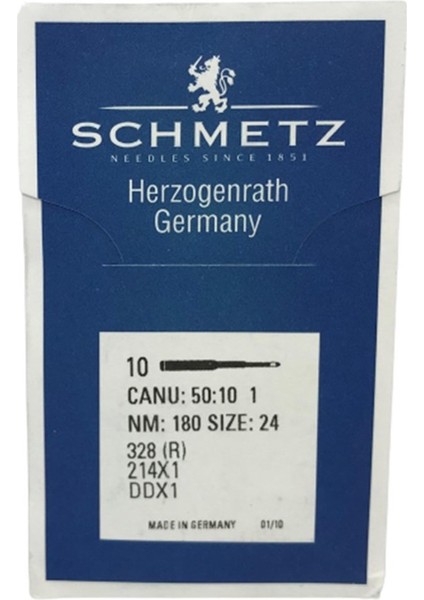 SCHMETZ
NEEDLES SINCE 1851
Herzogenrath
Germany
10
CANU: 50:10 1
NM: 180 SIZE: 24
328 (R)
214X1
DDX1
MADE IN GERMANY 01/10